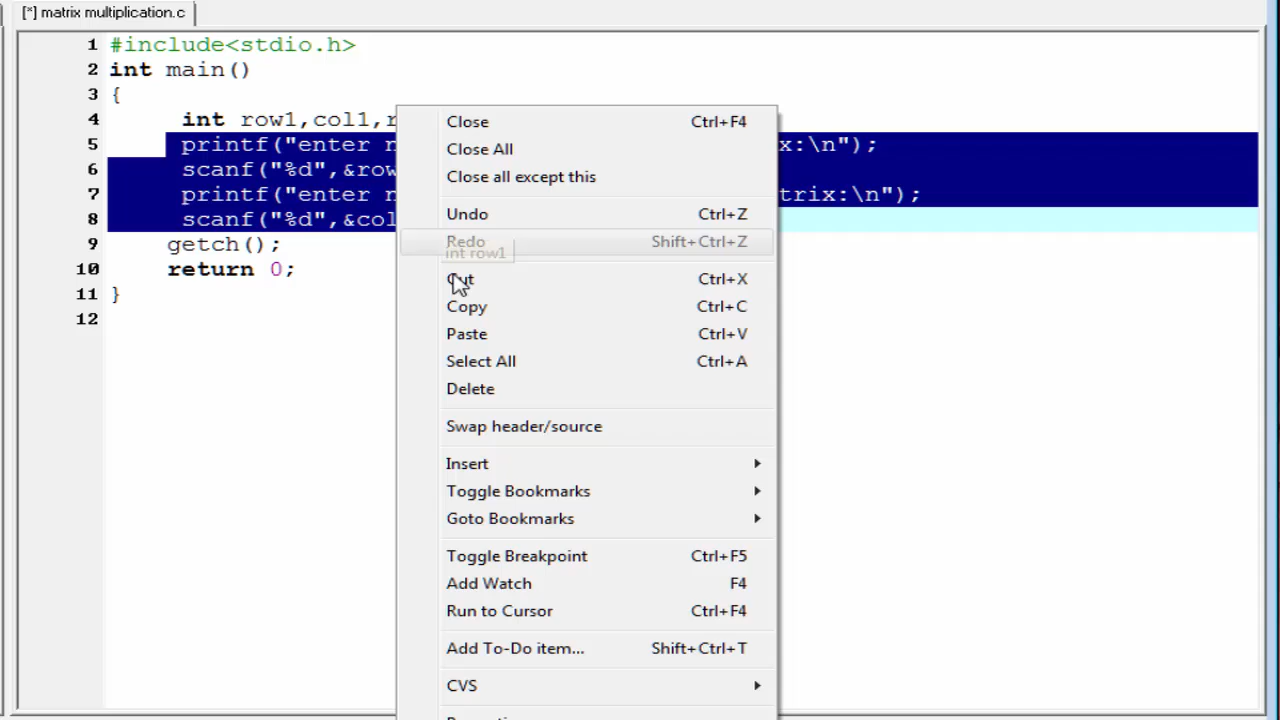 [*] matrix multiplication.c
1 #include<stdio.h>
2 int main()
3 {
4 int row1,col1,r
5 printf("enter n x:\n");
6 scanf("%d",&row
7 printf("enter n trix:\n");
8 scanf("%d",&col
9 getch();
10 return 0;
11 }
12
Close Ctrl+F4
Close All
Close all except this
Undo Ctrl+Z
Redo Shift+Ctrl+Z
int row1
Cut Ctrl+X
Copy Ctrl+C
Paste Ctrl+V
Select All Ctrl+A
Delete
Swap header/source
Insert
Toggle Bookmarks
Goto Bookmarks
Toggle Breakpoint Ctrl+F5
Add Watch F4
Run to Cursor Ctrl+F4
Add To-Do item... Shift+Ctrl+T
CVS